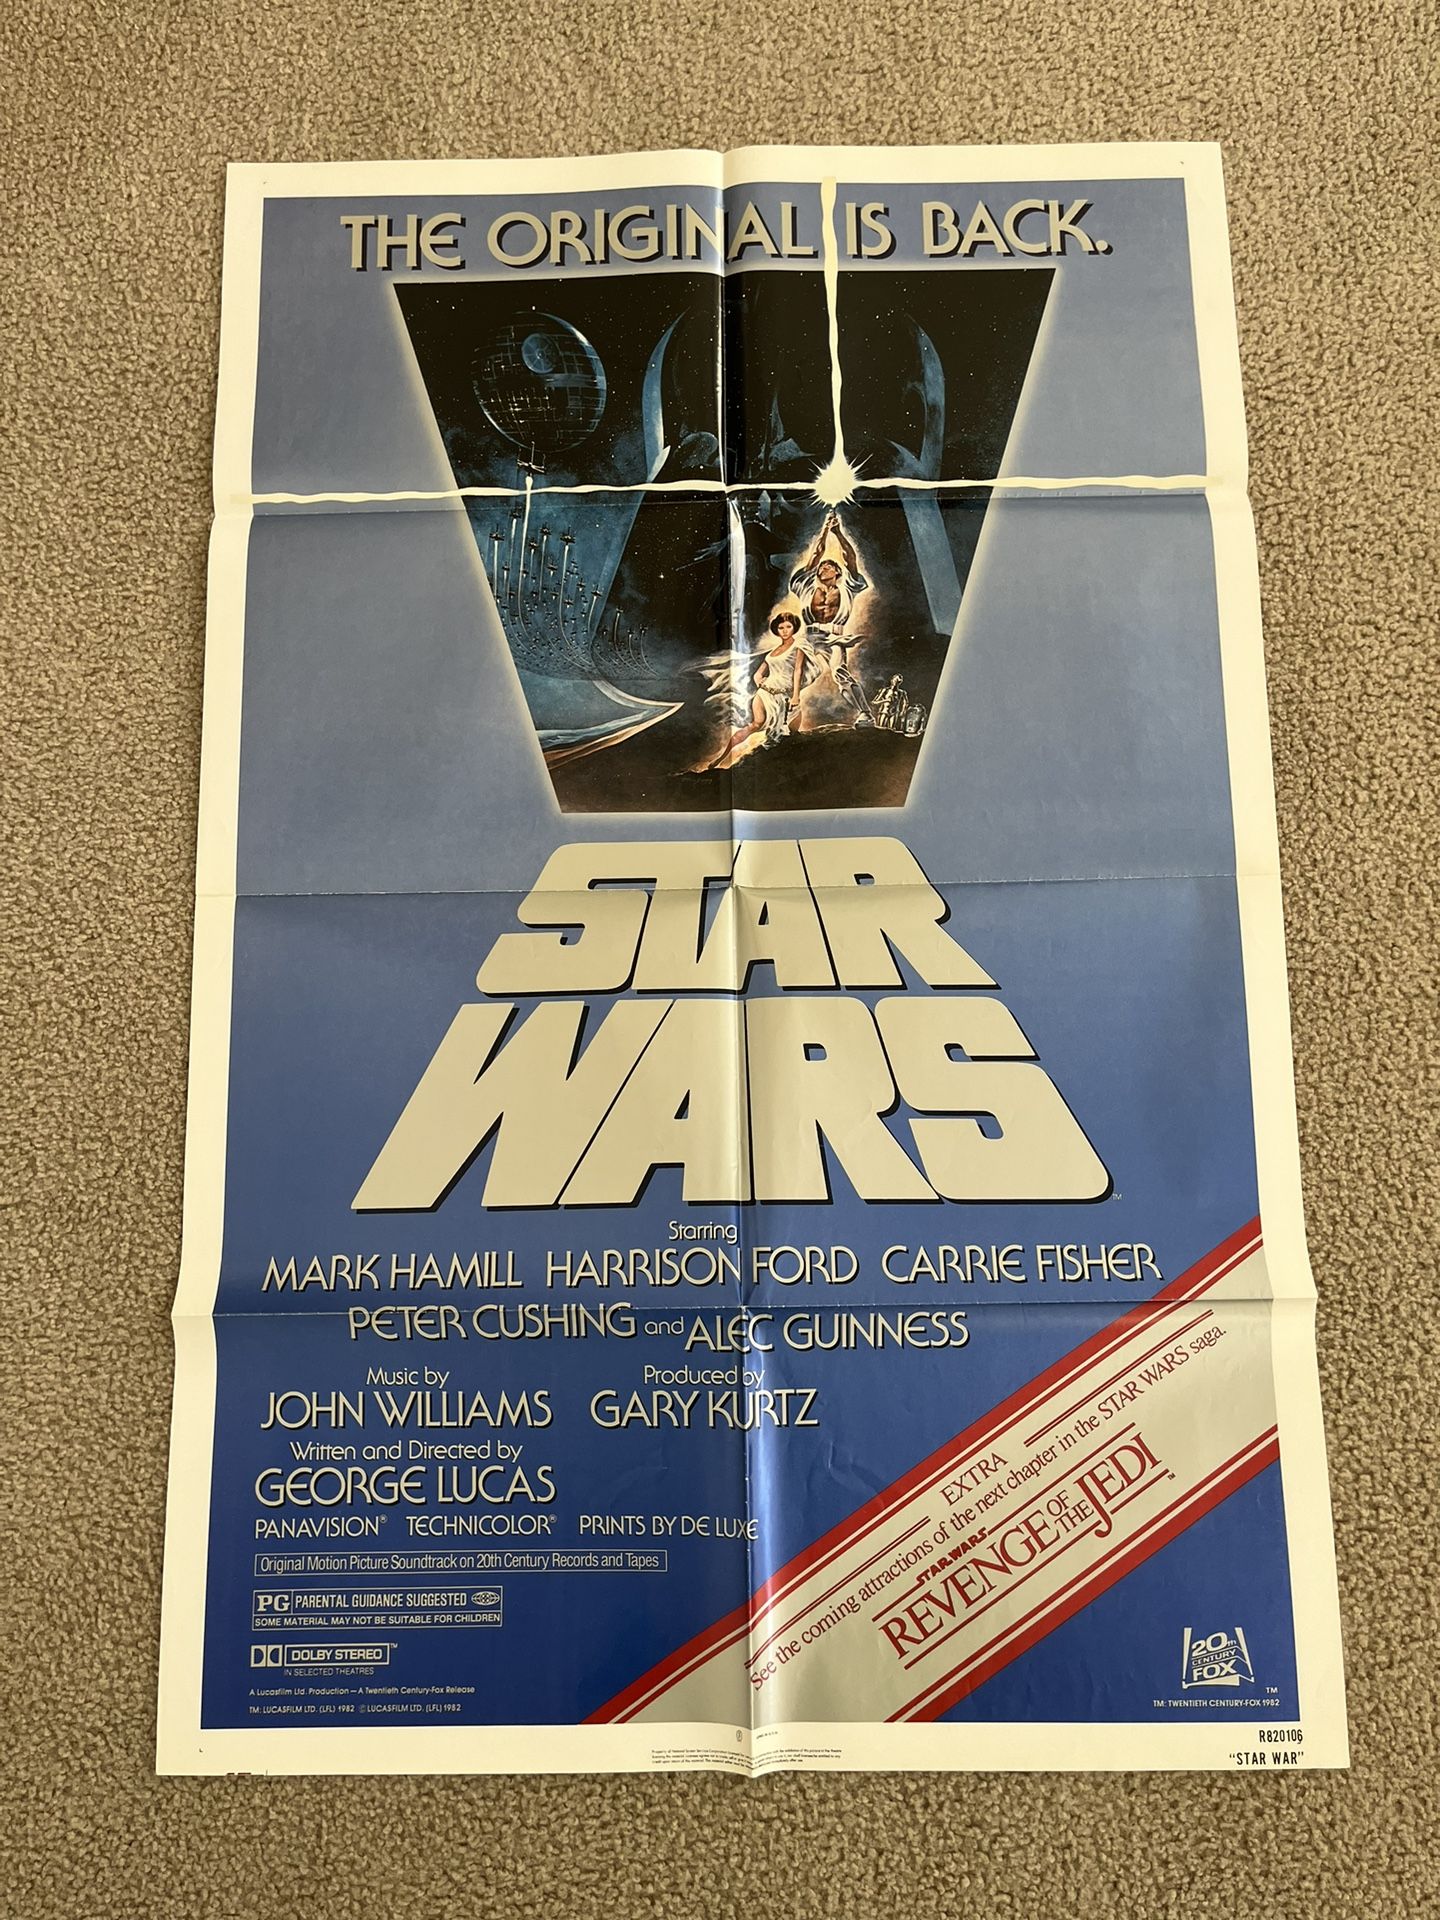 THE ORIGINAL IS BACK.
STAR
WARS
™
Starring
MARK HAMILL HARRISON FORD CARRIE FISHER
PETER CUSHING and ALEC GUINNESS
Music by
JOHN WILLIAMS
Produced by
GARY KURTZ
Written and Directed by
GEORGE LUCAS
PANAVISION® TECHNICOLOR® PRINTS BY DE LUXE
Original Motion Picture Soundtrack on 20th Century Records and Tapes
PG PARENTAL GUIDANCE SUGGESTED
SOME MATERIAL MAY NOT BE SUITABLE FOR CHILDREN
DOLBY STEREO ™
IN SELECTED THEATRES
A Lucasfilm Ltd. Production — A Twentieth Century-Fox Release
TM: LUCASFILM LTD. (LFL) 1982 © LUCASFILM LTD. (LFL) 1982
EXTRA
See the coming attractions of the next chapter in the STAR WARS saga.
STAR WARS
REVENGE OF THE JEDI ™
20th
CENTURY
FOX
TM
TM: TWENTIETH CENTURY-FOX 1982
R820106
"STAR WAR"